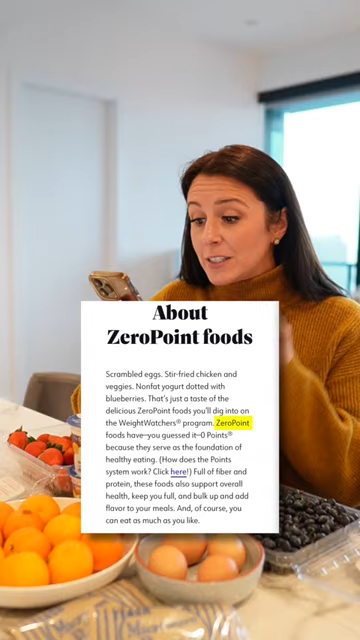 About
ZeroPoint foods
Scrambled eggs. Stir-fried chicken and
veggies. Nonfat yogurt dotted with
blueberries. That's just a taste of the
delicious ZeroPoint foods you'll dig into on
the WeightWatchers® program. ZeroPoint
foods have—you guessed it—0 Points®
because they serve as the foundation of
healthy eating. (How does the Points
system work? Click here!) Full of fiber and
protein, these foods also support overall
health, keep you full, and bulk up and add
flavor to your meals. And, of course, you
can eat as much as you like.